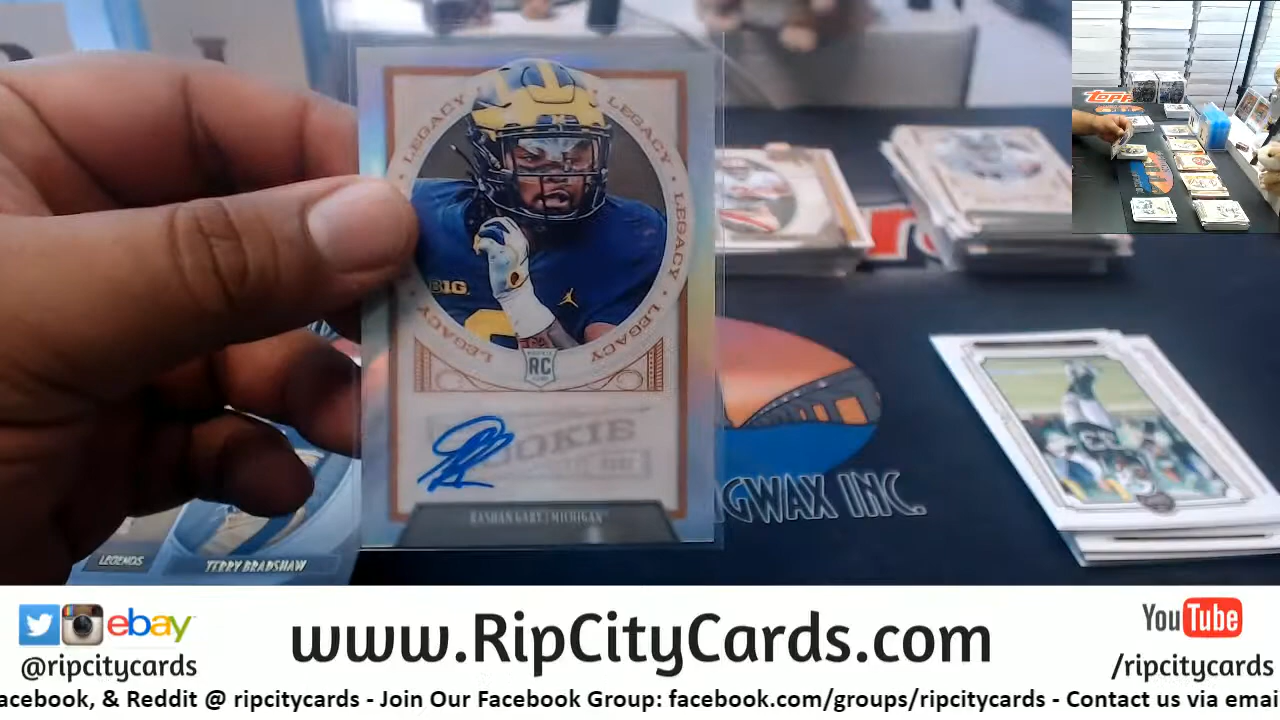 LEGACY
LEGACY
LEGACY
LEGACY
LEGACY
BIG
ROOKIE
RC
ROOKIE
RASHAN GARY | MICHIGAN
LEGENDS
TERRY BRADSHAW
GWAX INC.
TOPPS
ebay
@ripcitycards
www.RipCityCards.com
YouTube
/ripcitycards
acebook, & Reddit @ ripcitycards - Join Our Facebook Group: facebook.com/groups/ripcitycards - Contact us via emai